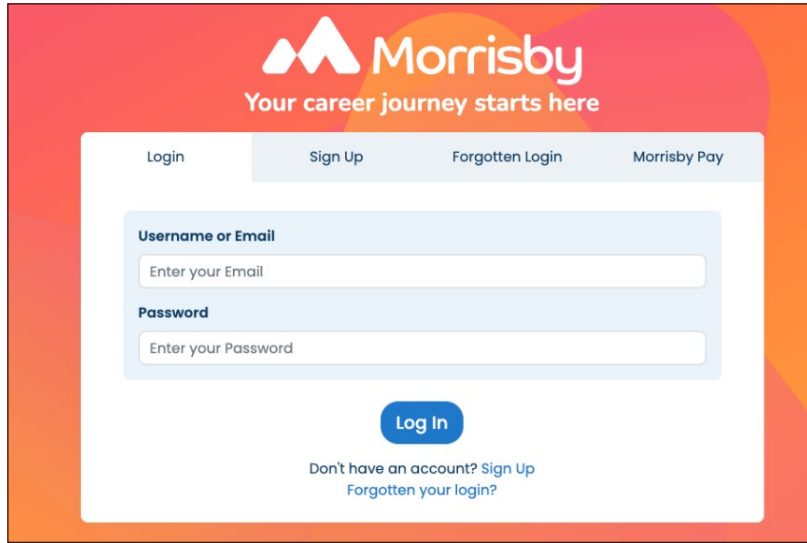 Morrisby
Your career journey starts here
Login Sign Up Forgotten Login Morrisby Pay
Username or Email
Enter your Email
Password
Enter your Password
Log In
Don't have an account? Sign Up
Forgotten your login?